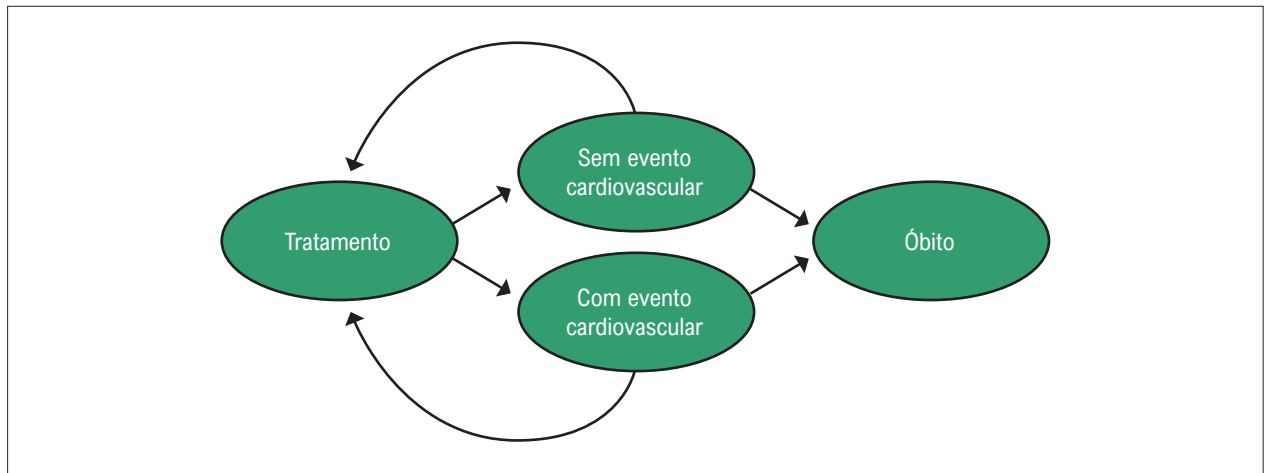 Sem evento
cardiovascular
Tratamento
Óbito
Com evento
cardiovascular